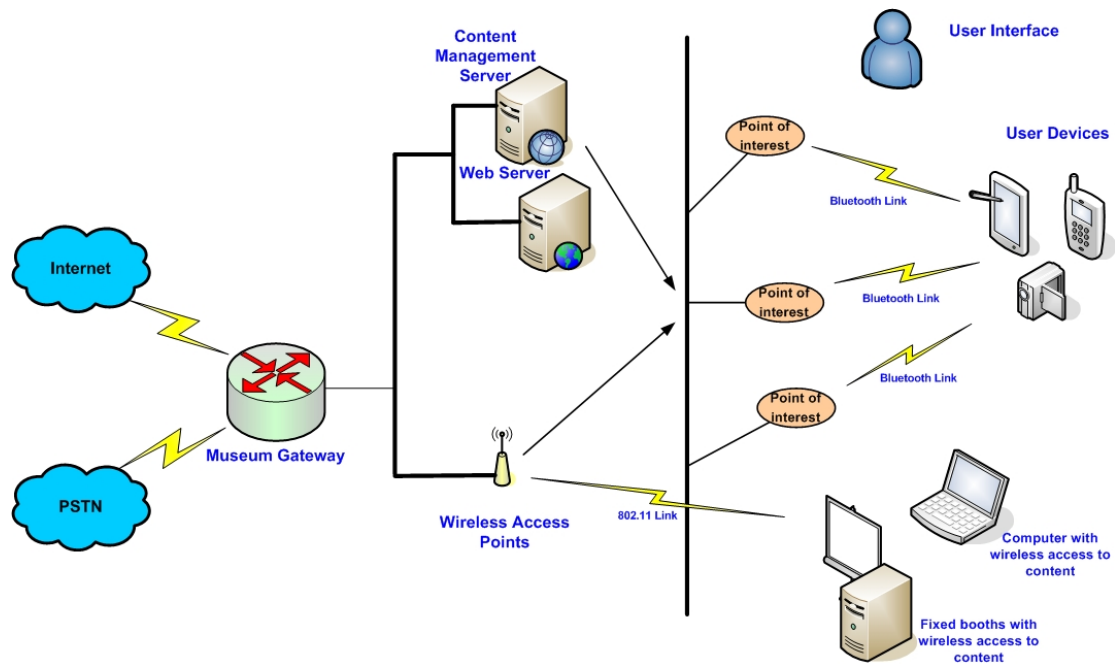 Content
Management
Server
Web Server
Internet
PSTN
Museum Gateway
Wireless Access
Points
User Interface
User Devices
Point of
interest
Bluetooth Link
Point of
interest
Bluetooth Link
Point of
interest
Bluetooth Link
802.11 Link
Computer with
wireless access to
content
Fixed booths with
wireless access to
content